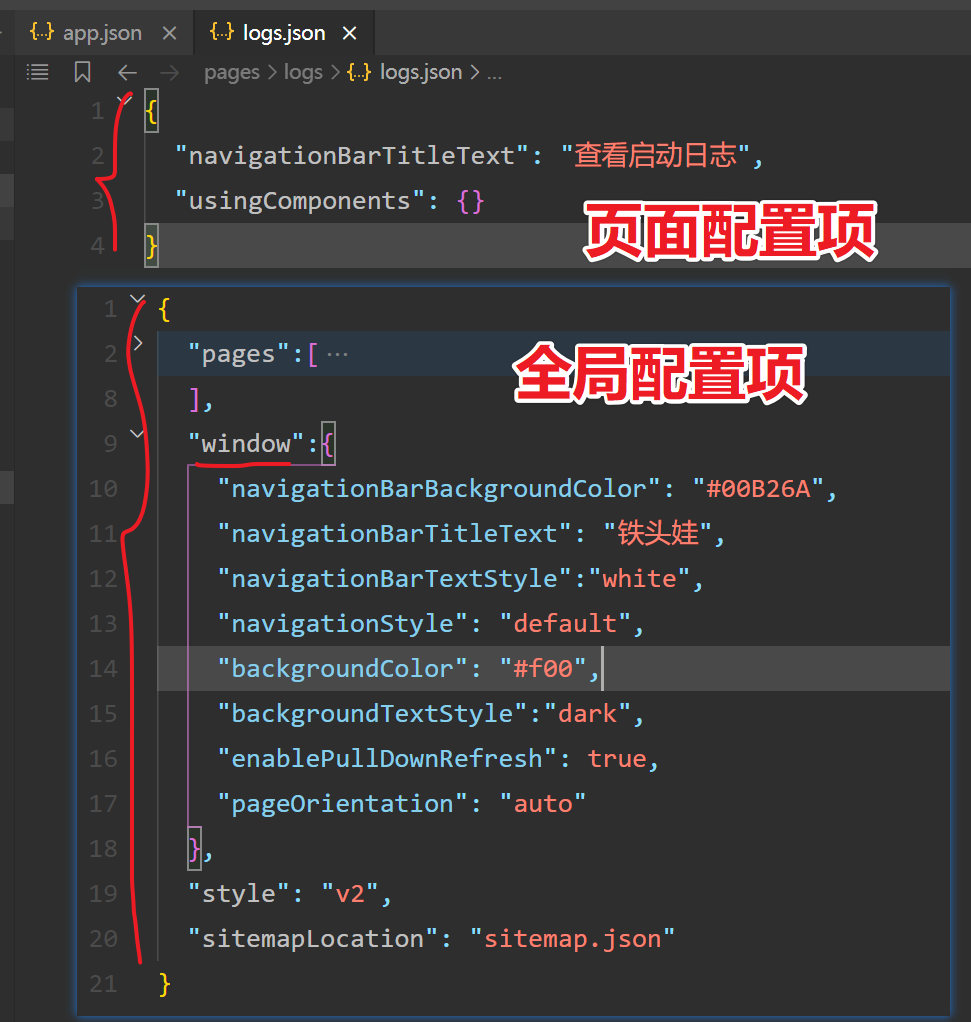 {..} app.json × {..} logs.json ×
pages > logs > {..} logs.json > ...
1 {
2 "navigationBarTitleText": "查看启动日志",
3 "usingComponents": {}
页面配置项
4 }
1 {
2 "pages":[ ...
全局配置项
8 ],
9 "window":{
10 "navigationBarBackgroundColor": "#00B26A",
11 "navigationBarTitleText": "铁头娃",
12 "navigationBarTextStyle":"white",
13 "navigationStyle": "default",
14 "backgroundColor": "#f00",
15 "backgroundTextStyle":"dark",
16 "enablePullDownRefresh": true,
17 "pageOrientation": "auto"
18 },
19 "style": "v2",
20 "sitemapLocation": "sitemap.json"
21 }